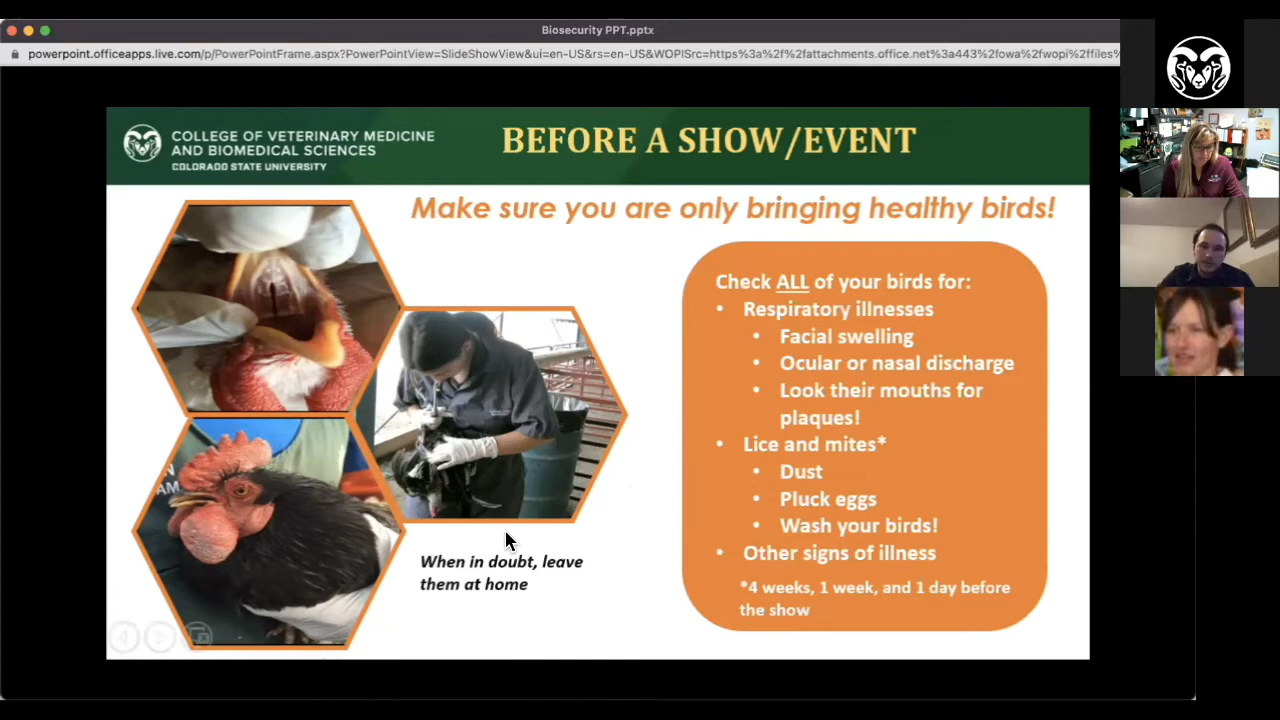 Biosecurity PPT.pptx
powerpoint.officeapps.live.com/p/PowerPointFrame.aspx?PowerPointView=SlideShowView&ui=en-US&rs=en-US&WOPISrc=https%3a%2f%2fattachments.office.net%3a443%2fowa%2fwopi%2ffiles%
COLLEGE OF VETERINARY MEDICINE
AND BIOMEDICAL SCIENCES
COLORADO STATE UNIVERSITY
BEFORE A SHOW/EVENT
Make sure you are only bringing healthy birds!
Check ALL of your birds for:
• Respiratory illnesses
• Facial swelling
• Ocular or nasal discharge
• Look their mouths for
plaques!
• Lice and mites*
• Dust
• Pluck eggs
• Wash your birds!
• Other signs of illness
*4 weeks, 1 week, and 1 day before
the show
When in doubt, leave
them at home